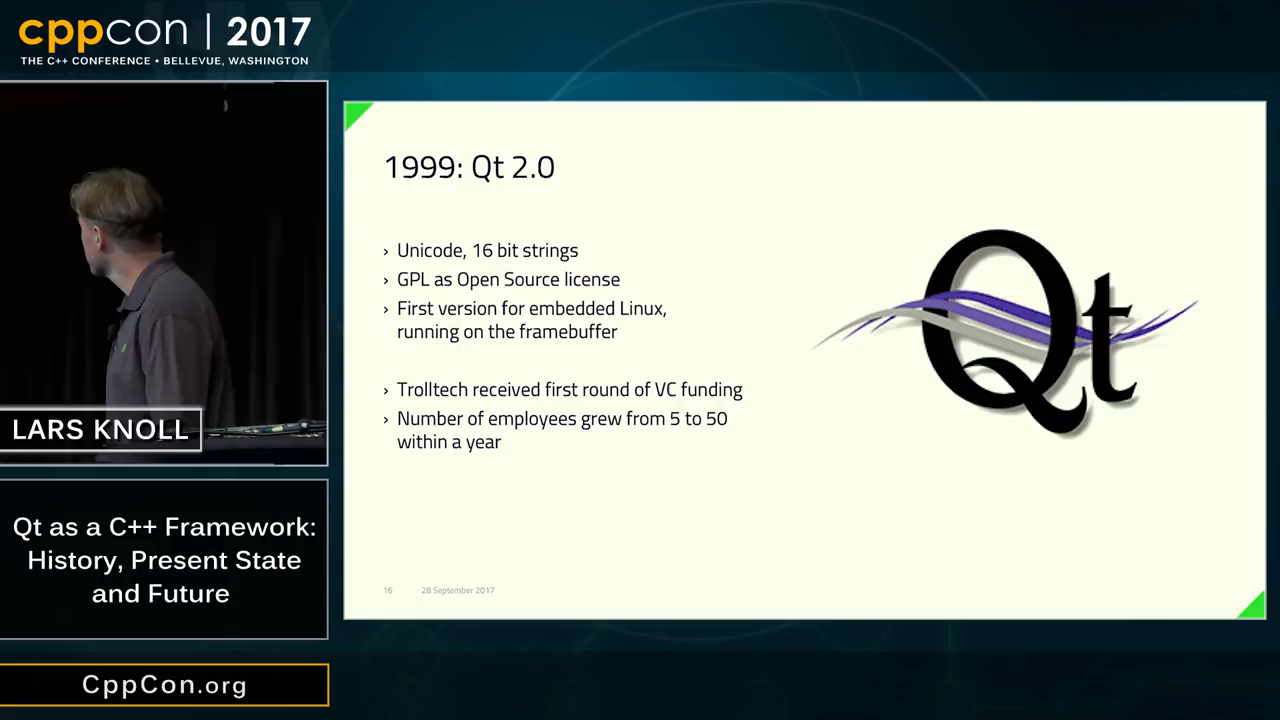 cppcon | 2017
THE C++ CONFERENCE • BELLEVUE, WASHINGTON
LARS KNOLL
Qt as a C++ Framework:
History, Present State
and Future
CppCon.org
1999: Qt 2.0
› Unicode, 16 bit strings
› GPL as Open Source license
› First version for embedded Linux,
running on the framebuffer
› Trolltech received first round of VC funding
› Number of employees grew from 5 to 50
within a year
Qt
16 28 September 2017